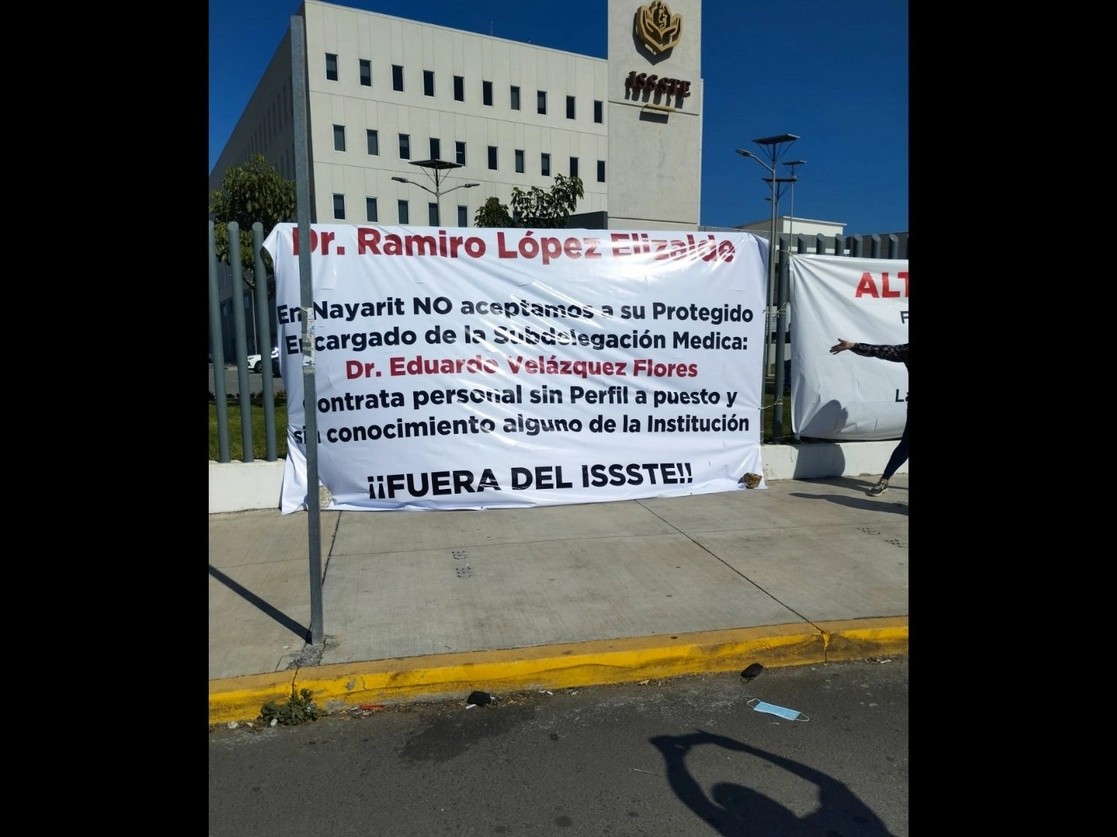 ISSSTE
Dr. Ramiro López Elizalde
En Nayarit NO aceptamos a su Protegido
Encargado de la Subdelegación Medica:
Dr. Eduardo Velázquez Flores
contrata personal sin Perfil a puesto y
sin conocimiento alguno de la Institución
¡¡FUERA DEL ISSSTE!!
ALT